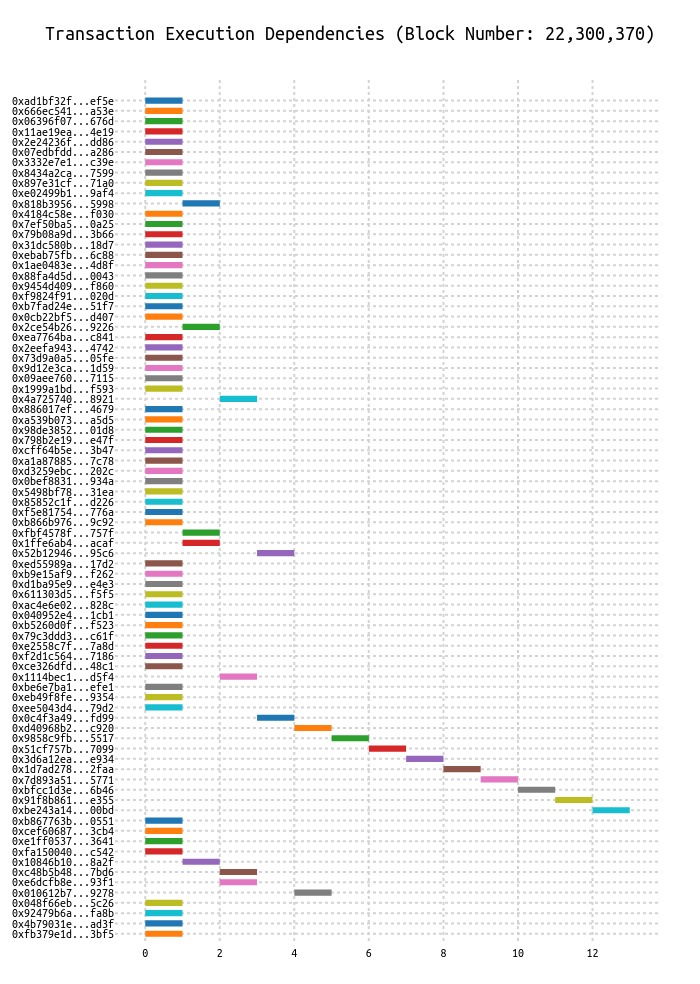 Transaction Execution Dependencies (Block Number: 22,300,370)
0xad1bf32f...ef5e
0x666ec541...a53e
0x06396f07...676d
0x11ae19ea...4e19
0x2e24236f...dd86
0x07edbfdd...a286
0x3332e7e1...c39e
0x8434a2ca...7599
0x897e31cf...71a0
0xe02499b1...9af4
0x818b3956...5998
0x4184c58e...f030
0x7ef50ba5...0a25
0x79b08a9d...3b66
0x31dc580b...18d7
0xebab75fb...6c88
0x1ae0483e...4d8f
0x88fa4d5d...0043
0x9454d409...f860
0xf9824f91...020d
0xb7fad24e...51f7
0x0cb22bf5...d407
0x2ce54b26...9226
0xea7764ba...c841
0x2eefa943...4742
0x73d9a0a5...05fe
0x9d12e3ca...1d59
0x09aee760...7115
0x1999a1bd...f593
0x4a725740...8921
0x886017ef...4679
0xa539b073...a5d5
0x98de3852...01d8
0x798b2e19...e47f
0xcff64b5e...3b47
0xa1a87885...7c78
0xd3259ebc...202c
0x0bef8831...934a
0x5498bf78...31ea
0x85852c1f...d226
0xf5e81754...776a
0xb866b976...9c92
0xfbf4578f...757f
0x1ffe6ab4...acaf
0x52b12946...95c6
0xed55989a...17d2
0xb9e15af9...f262
0xd1ba95e9...e4e3
0x611303d5...f5f5
0xac4e6e02...828c
0x040952e4...1cb1
0xb5260d0f...f523
0x79c3ddd3...c61f
0xe2558c7f...7a8d
0xf2d1c564...7186
0xce326dfd...48c1
0x1114bec1...d5f4
0xbe6e7ba1...efe1
0xeb49f8fe...9354
0xee5043d4...79d2
0x0c4f3a49...fd99
0xd40968b2...c920
0x9858c9fb...5517
0x51cf757b...7099
0x3d6a12ea...e934
0x1d7ad278...2faa
0x7d893a51...5771
0xbfcc1d3e...6b46
0x91f8b861...e355
0xbe243a14...00bd
0xb867763b...0551
0xcef60687...3cb4
0xe1ff0537...3641
0xfa150040...c542
0x10846b10...8a2f
0xc48b5b48...7bd6
0xe6dcfb8e...93f1
0x010612b7...9278
0x048f66eb...5c26
0x92479b6a...fa8b
0x4b79031e...ad3f
0xfb379e1d...3bf5
0 2 4 6 8 10 12